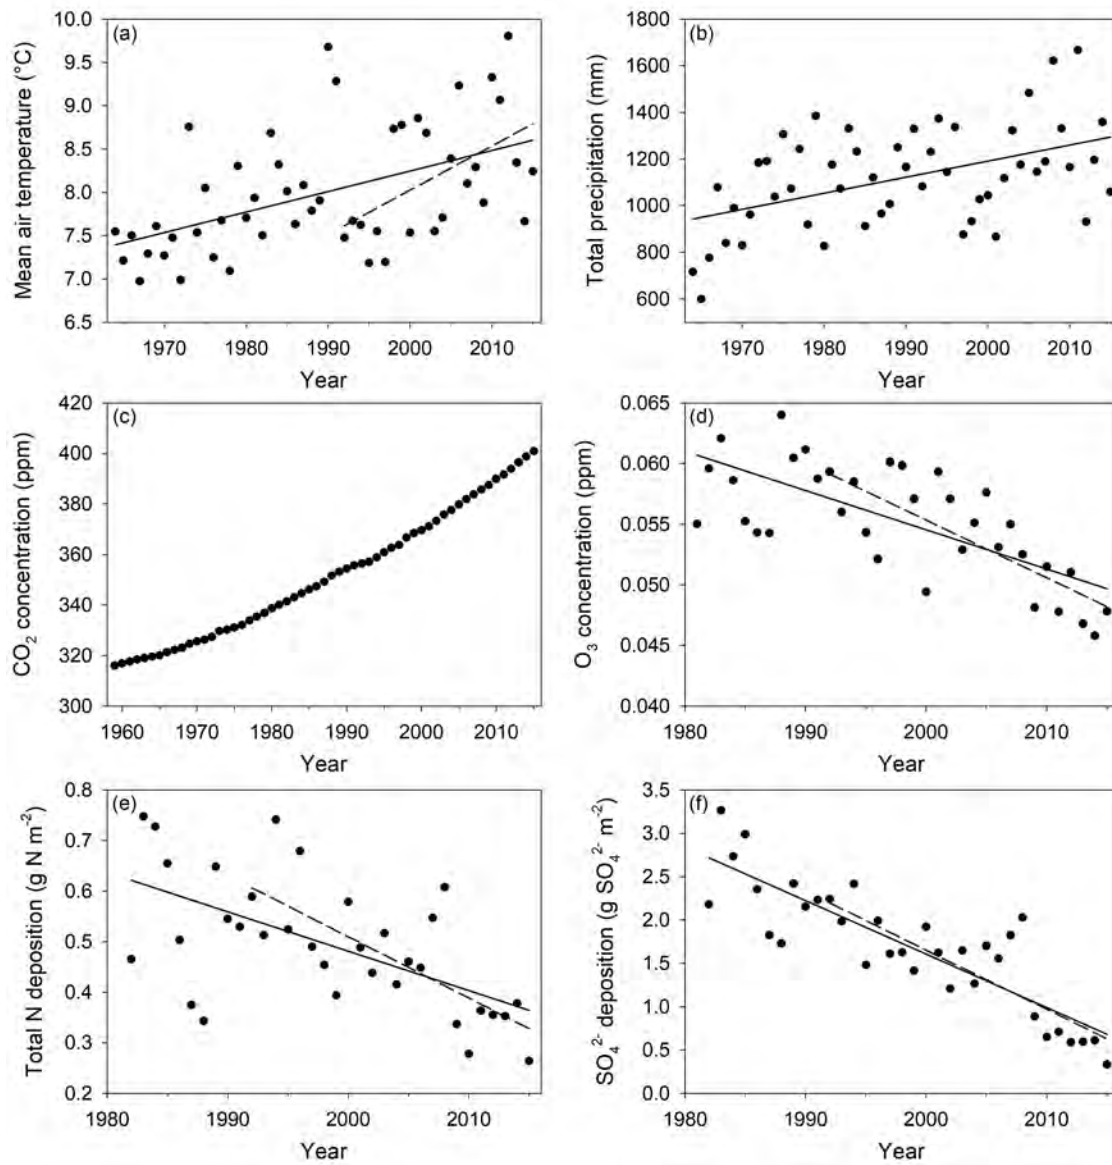 (a)
Mean air temperature (°C)
10.0
9.5
9.0
8.5
8.0
7.5
7.0
6.5
1970 1980 1990 2000 2010
Year
(b)
Total precipitation (mm)
1800
1600
1400
1200
1000
800
600
1970 1980 1990 2000 2010
Year
(c)
CO₂ concentration (ppm)
420
400
380
360
340
320
300
1960 1970 1980 1990 2000 2010
Year
(d)
O₃ concentration (ppm)
0.065
0.060
0.055
0.050
0.045
0.040
1980 1990 2000 2010
Year
(e)
Total N deposition (g N m⁻²)
0.8
0.7
0.6
0.5
0.4
0.3
0.2
1980 1990 2000 2010
Year
(f)
SO₄²⁻ deposition (g SO₄²⁻ m⁻²)
3.5
3.0
2.5
2.0
1.5
1.0
0.5
0.0
1980 1990 2000 2010
Year